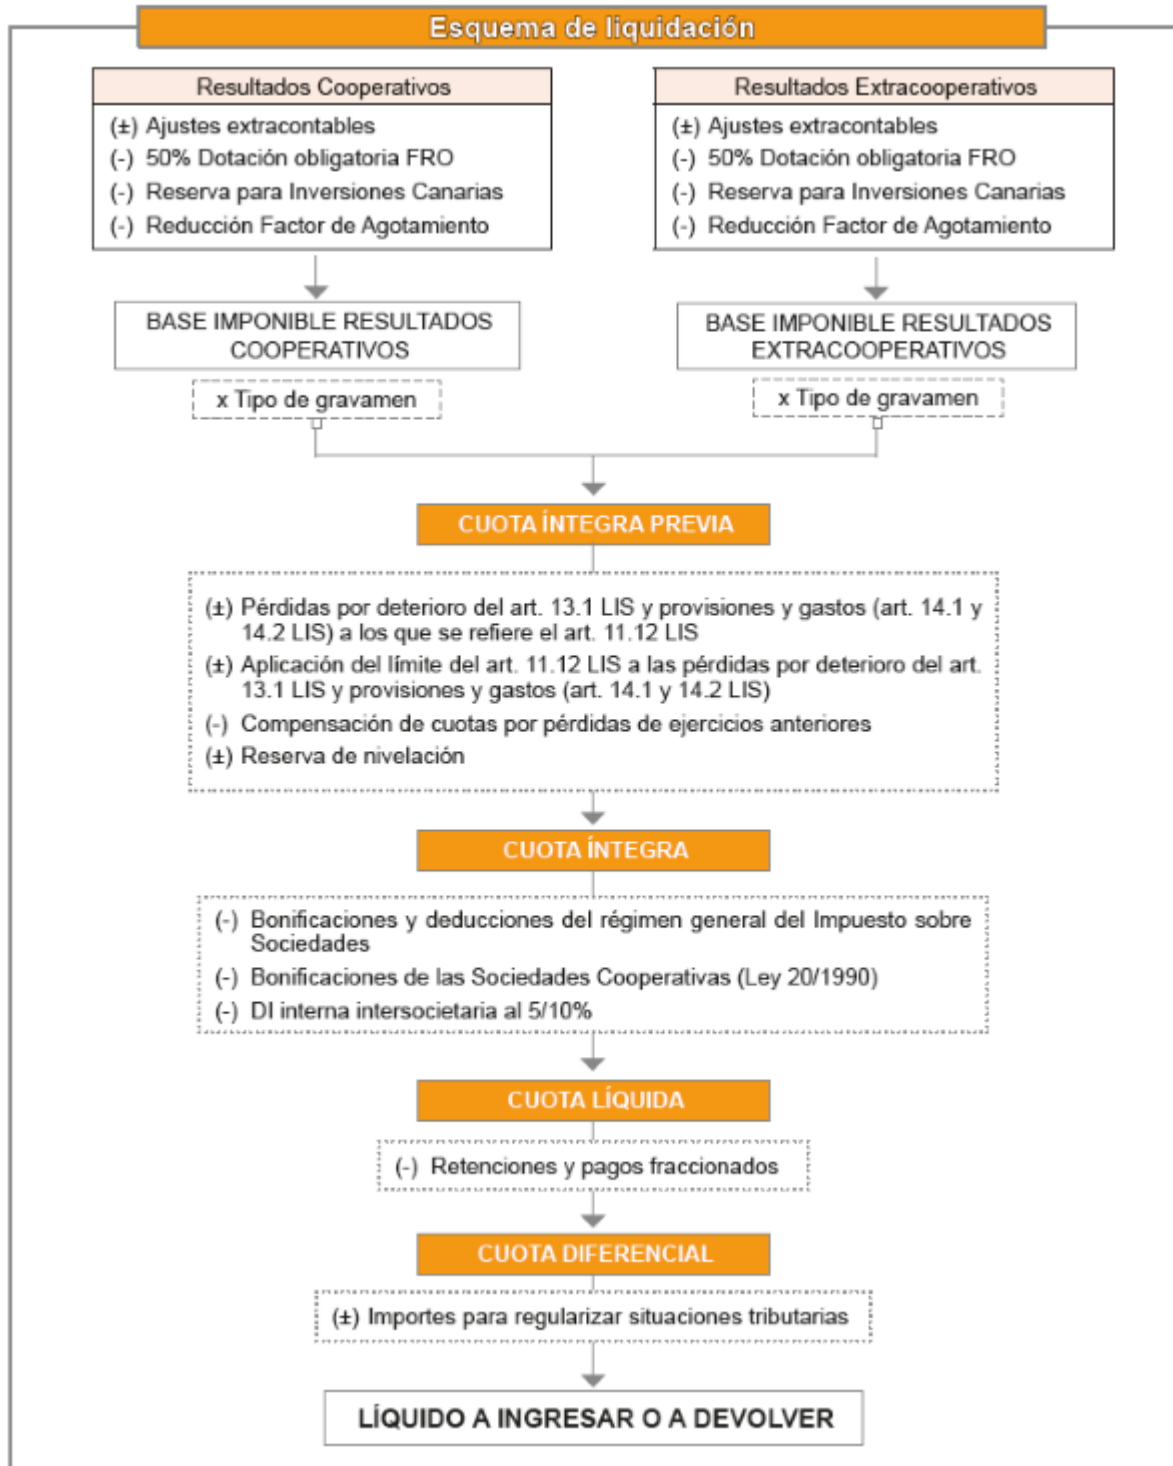 Esquema de liquidación
Resultados Cooperativos
(±) Ajustes extracontables
(-) 50% Dotación obligatoria FRO
(-) Reserva para Inversiones Canarias
(-) Reducción Factor de Agotamiento
Resultados Extracooperativos
(±) Ajustes extracontables
(-) 50% Dotación obligatoria FRO
(-) Reserva para Inversiones Canarias
(-) Reducción Factor de Agotamiento
BASE IMPONIBLE RESULTADOS
COOPERATIVOS
BASE IMPONIBLE RESULTADOS
EXTRACOOPERATIVOS
x Tipo de gravamen
x Tipo de gravamen
CUOTA ÍNTEGRA PREVIA
(±) Pérdidas por deterioro del art. 13.1 LIS y provisiones y gastos (art. 14.1 y
14.2 LIS) a los que se refiere el art. 11.12 LIS
(±) Aplicación del límite del art. 11.12 LIS a las pérdidas por deterioro del art.
13.1 LIS y provisiones y gastos (art. 14.1 y 14.2 LIS)
(-) Compensación de cuotas por pérdidas de ejercicios anteriores
(±) Reserva de nivelación
CUOTA ÍNTEGRA
(-) Bonificaciones y deducciones del régimen general del Impuesto sobre
Sociedades
(-) Bonificaciones de las Sociedades Cooperativas (Ley 20/1990)
(-) DI interna intersocietaria al 5/10%
CUOTA LÍQUIDA
(-) Retenciones y pagos fraccionados
CUOTA DIFERENCIAL
(±) Importes para regularizar situaciones tributarias
LÍQUIDO A INGRESAR O A DEVOLVER